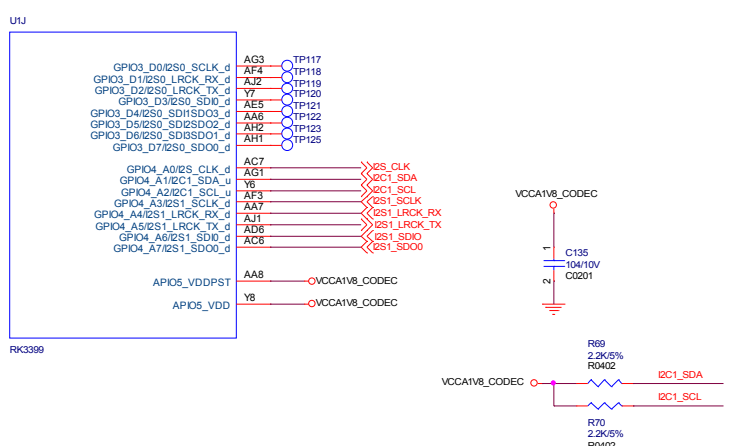 U1J
GPIO3_D0/I2S0_SCLK_d AG3 TP117
GPIO3_D1/I2S0_LRCK_RX_d AF4 TP118
GPIO3_D2/I2S0_LRCK_TX_d AJ2 TP119
GPIO3_D3/I2S0_SDI0_d Y7 TP120
GPIO3_D4/I2S0_SDI1SDO3_d AE5 TP121
GPIO3_D5/I2S0_SDI2SDO2_d AA6 TP122
GPIO3_D6/I2S0_SDI3SDO1_d AH2 TP123
GPIO3_D7/I2S0_SDO0_d AH1 TP125
GPIO4_A0/I2S_CLK_d AC7 I2S_CLK
GPIO4_A1/I2C1_SDA_u AG1 I2C1_SDA
GPIO4_A2/I2C1_SCL_u Y6 I2C1_SCL
GPIO4_A3/I2S1_SCLK_d AF3 I2S1_SCLK
GPIO4_A4/I2S1_LRCK_RX_d AA7 I2S1_LRCK_RX
GPIO4_A5/I2S1_LRCK_TX_d AJ1 I2S1_LRCK_TX
GPIO4_A6/I2S1_SDI0_d AD6 I2S1_SDIO
GPIO4_A7/I2S1_SDO0_d AC6 I2S1_SDO0
APIO5_VDDPST AA8 VCCA1V8_CODEC
APIO5_VDD Y8 VCCA1V8_CODEC
RK3399
VCCA1V8_CODEC
1
C135
104/10V
C0201
2
R69
2.2K/5%
R0402
VCCA1V8_CODEC
I2C1_SDA
I2C1_SCL
R70
2.2K/5%
R0402